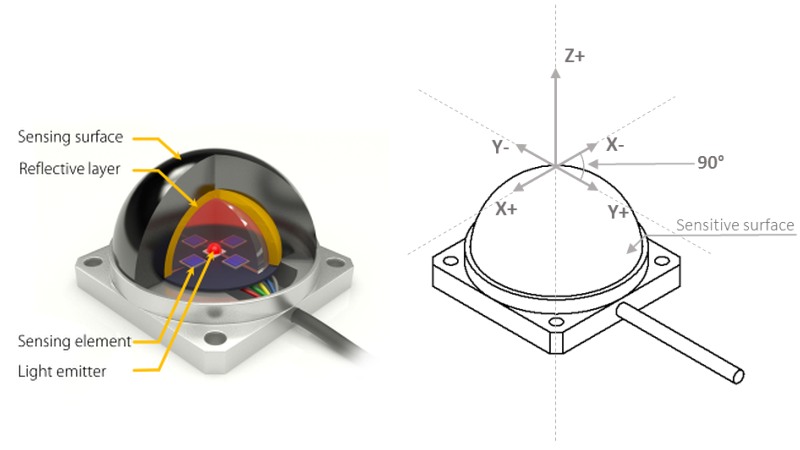 Sensing surface
Reflective layer
Sensing element
Light emitter
Z+
Y-
X-
90°
X+
Y+
Sensitive surface